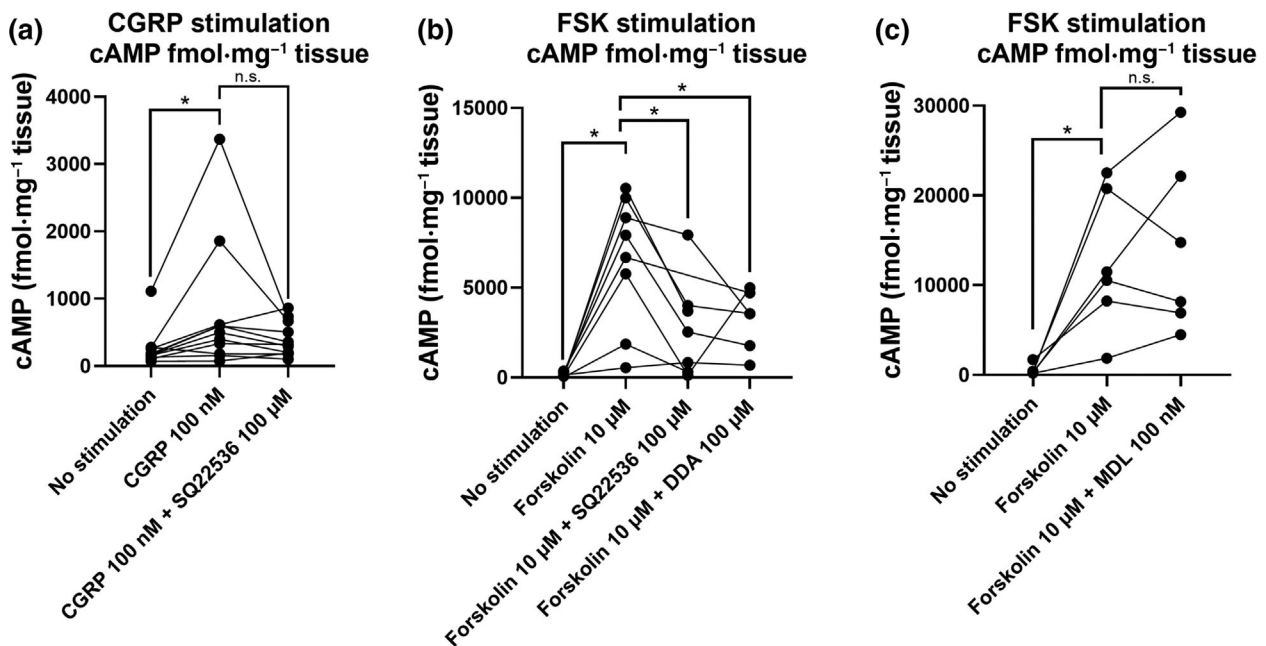 (a)
CGRP stimulation
cAMP fmol·mg⁻¹ tissue
n.s.
*
cAMP (fmol·mg⁻¹ tissue)
4000
3000
2000
1000
0
No stimulation
CGRP 100 nM
CGRP 100 nM + SQ22536 100 µM
(b)
FSK stimulation
cAMP fmol·mg⁻¹ tissue
*
*
*
cAMP (fmol·mg⁻¹ tissue)
15000
10000
5000
0
No stimulation
Forskolin 10 µM
Forskolin 10 µM + SQ22536 100 µM
Forskolin 10 µM + DDA 100 µM
(c)
FSK stimulation
cAMP fmol·mg⁻¹ tissue
n.s.
*
cAMP (fmol·mg⁻¹ tissue)
30000
20000
10000
0
No stimulation
Forskolin 10 µM
Forskolin 10 µM + MDL 100 nM